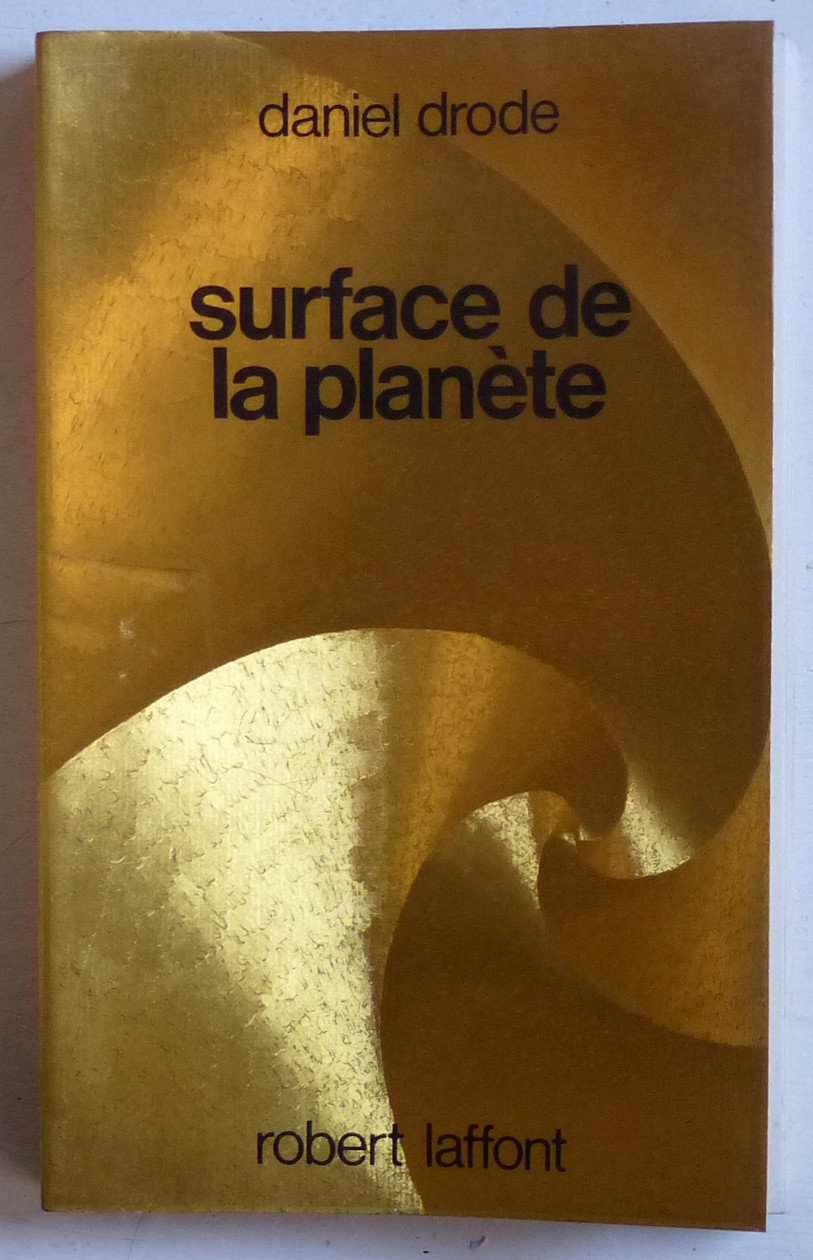 daniel drode
surface de
la planète
robert laffont